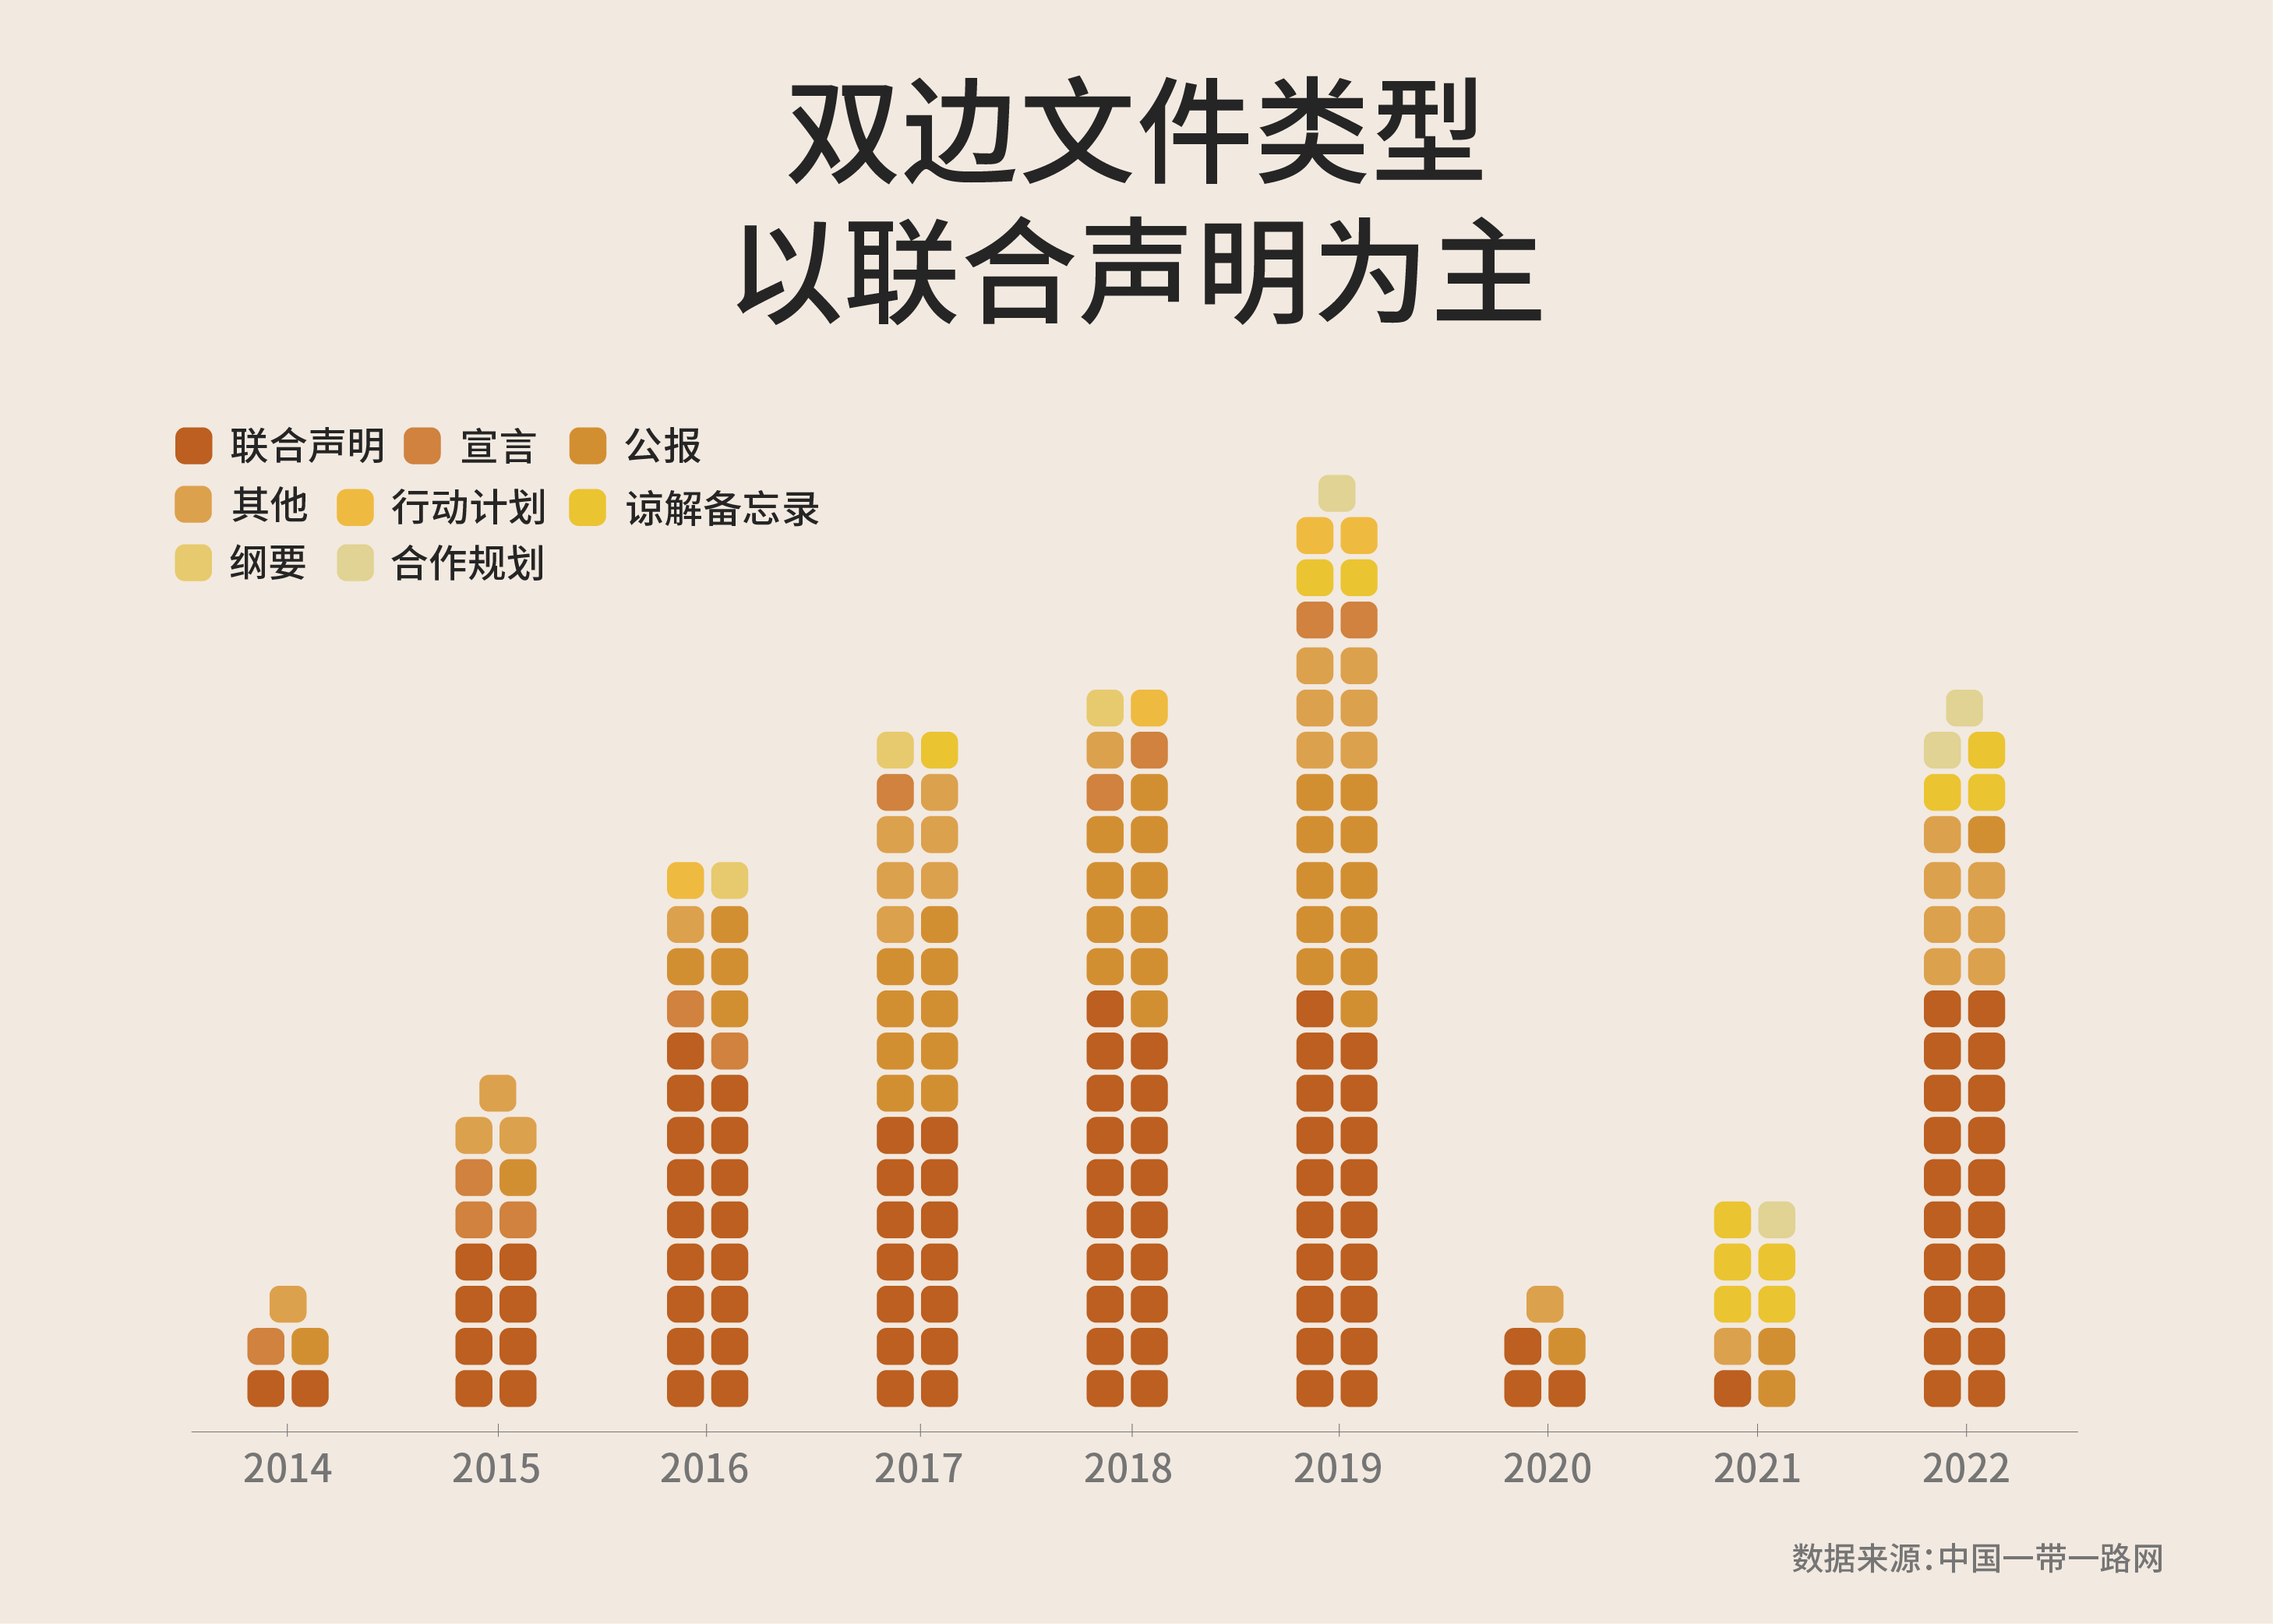 双边文件类型
以联合声明为主
联合声明 宣言 公报
其他 行动计划 谅解备忘录
纲要 合作规划
2014 2015 2016 2017 2018 2019 2020 2021 2022
数据来源：中国一带一路网